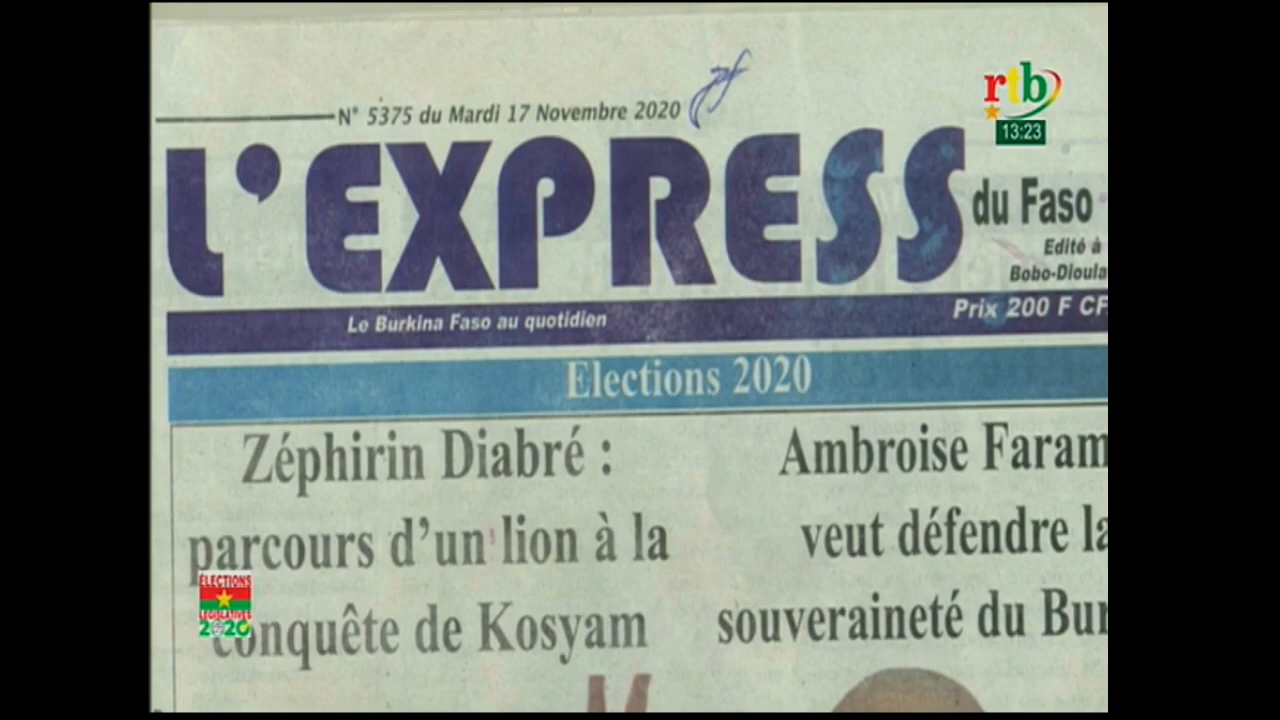 rtb
13:23
N° 5375 du Mardi 17 Novembre 2020
L'EXPRESS
du Faso
Edité à
Bobo-Dioula
Le Burkina Faso au quotidien
Prix 200 F CF
Elections 2020
Zéphirin Diabré :
parcours d'un lion à la
conquête de Kosyam
Ambroise Faram
veut défendre la
souveraineté du Bur
ÉLECTIONS
LEGISLATIVES
2020